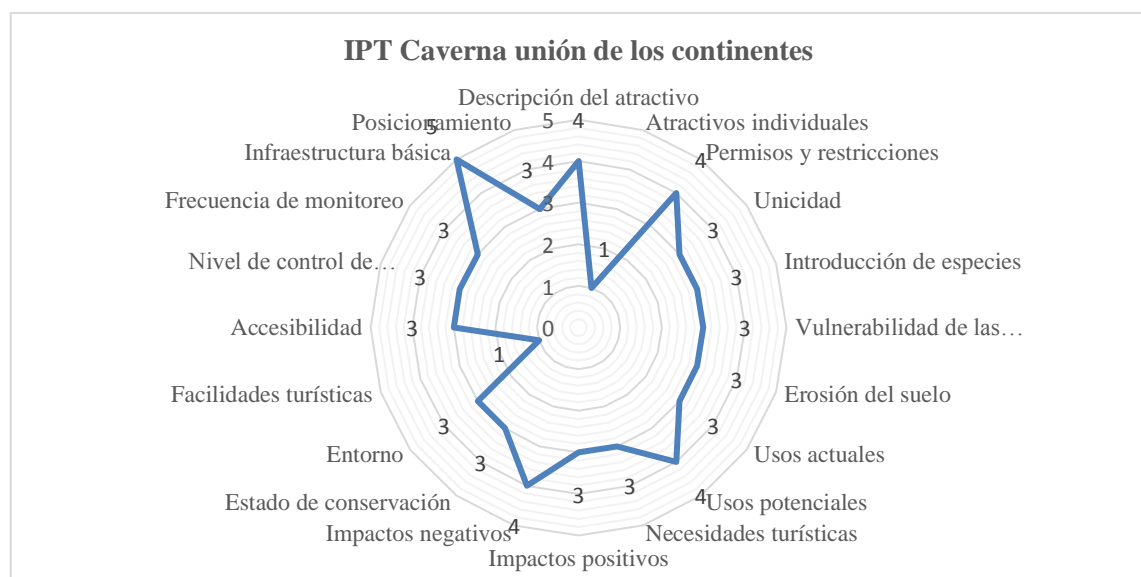 IPT Caverna unión de los continentes
Descripción del atractivo
Posicionamiento
5
4
Atractivos individuales
5
Infraestructura básica
4
Permisos y restricciones
3
4
Frecuencia de monitoreo
3
Unicidad
3
3
2
1
Nivel de control de…
3
3
Introducción de especies
1
Accesibilidad
3
0
3
Vulnerabilidad de las…
1
Facilidades turísticas
3
Erosión del suelo
Entorno
3
3
Usos actuales
3
Estado de conservación
3
3
4
Usos potenciales
Impactos negativos
4
Necesidades turísticas
Impactos positivos